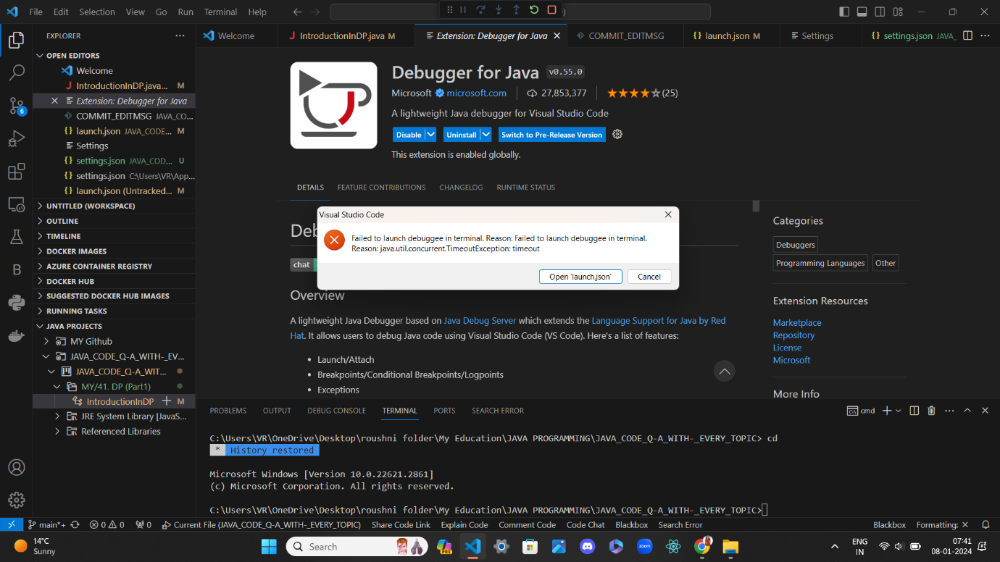 File Edit Selection View Go Run Terminal Help
EXPLORER
OPEN EDITORS
Welcome
IntroductionInDP.java... M
Extension: Debugger for Java
COMMIT_EDITMSG JAVA_CO...
launch.json JAVA_CODE... M
Settings
settings.json JAVA_COD... U
settings.json C:\Users\VR\App...
launch.json (Untracked... M
UNTITLED (WORKSPACE)
OUTLINE
TIMELINE
DOCKER IMAGES
AZURE CONTAINER REGISTRY
DOCKER HUB
SUGGESTED DOCKER HUB IMAGES
RUNNING TASKS
JAVA PROJECTS
MY Github
JAVA_CODE_Q-A_WITH-_EV...
JAVA_CODE_Q-A_WIT...
MY/41. DP (Part1)
IntroductionInDP M
JRE System Library [JavaS...
Referenced Libraries
6
B
Welcome
IntroductionInDP.java M
Extension: Debugger for Java
COMMIT_EDITMSG
launch.json M
Settings
settings.json JAVA_
Debugger for Java v0.55.0
Microsoft microsoft.com 27,853,377 (25)
A lightweight Java debugger for Visual Studio Code
Disable Uninstall Switch to Pre-Release Version
This extension is enabled globally.
DETAILS FEATURE CONTRIBUTIONS CHANGELOG RUNTIME STATUS
Visual Studio Code
Failed to launch debuggee in terminal. Reason: Failed to launch debuggee in terminal.
Reason: java.util.concurrent.TimeoutException: timeout
Open 'launch.json' Cancel
Deb
chat
Overview
A lightweight Java Debugger based on Java Debug Server which extends the Language Support for Java by Red
Hat. It allows users to debug Java code using Visual Studio Code (VS Code). Here's a list of features:
• Launch/Attach
• Breakpoints/Conditional Breakpoints/Logpoints
• Exceptions
Categories
Debuggers
Programming Languages Other
Extension Resources
Marketplace
Repository
License
Microsoft
More Info
PROBLEMS OUTPUT DEBUG CONSOLE TERMINAL PORTS SEARCH ERROR
cmd
C:\Users\VR\OneDrive\Desktop\roushni folder\My Education\JAVA PROGRAMMING\JAVA_CODE_Q-A_WITH-_EVERY_TOPIC> cd
* History restored
Microsoft Windows [Version 10.0.22621.2861]
(c) Microsoft Corporation. All rights reserved.
C:\Users\VR\OneDrive\Desktop\roushni folder\My Education\JAVA PROGRAMMING\JAVA_CODE_Q-A_WITH-_EVERY_TOPIC>
main*+ 0 0 0 Current File (JAVA_CODE_Q-A_WITH-_EVERY_TOPIC) Share Code Link Explain Code Comment Code Code Chat Blackbox Search Error Blackbox Formatting: ×
14°C
Sunny
Search
PRE
zoom
ENG
IN
07:41
08-01-2024